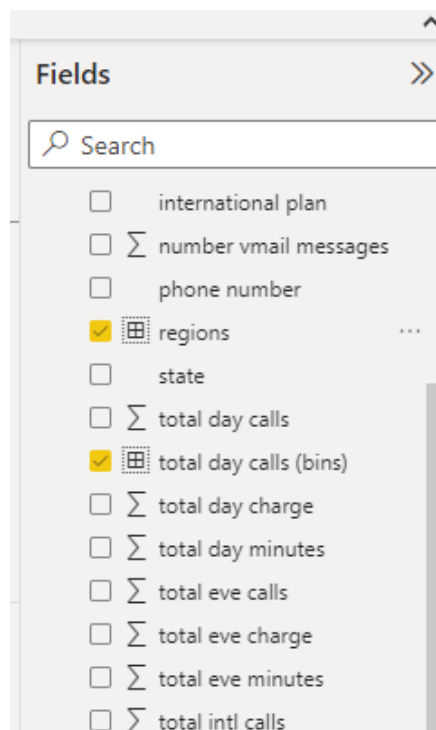 Fields
Search
international plan
∑ number vmail messages
phone number
regions ...
state
∑ total day calls
total day calls (bins)
∑ total day charge
∑ total day minutes
∑ total eve calls
∑ total eve charge
∑ total eve minutes
∑ total intl calls